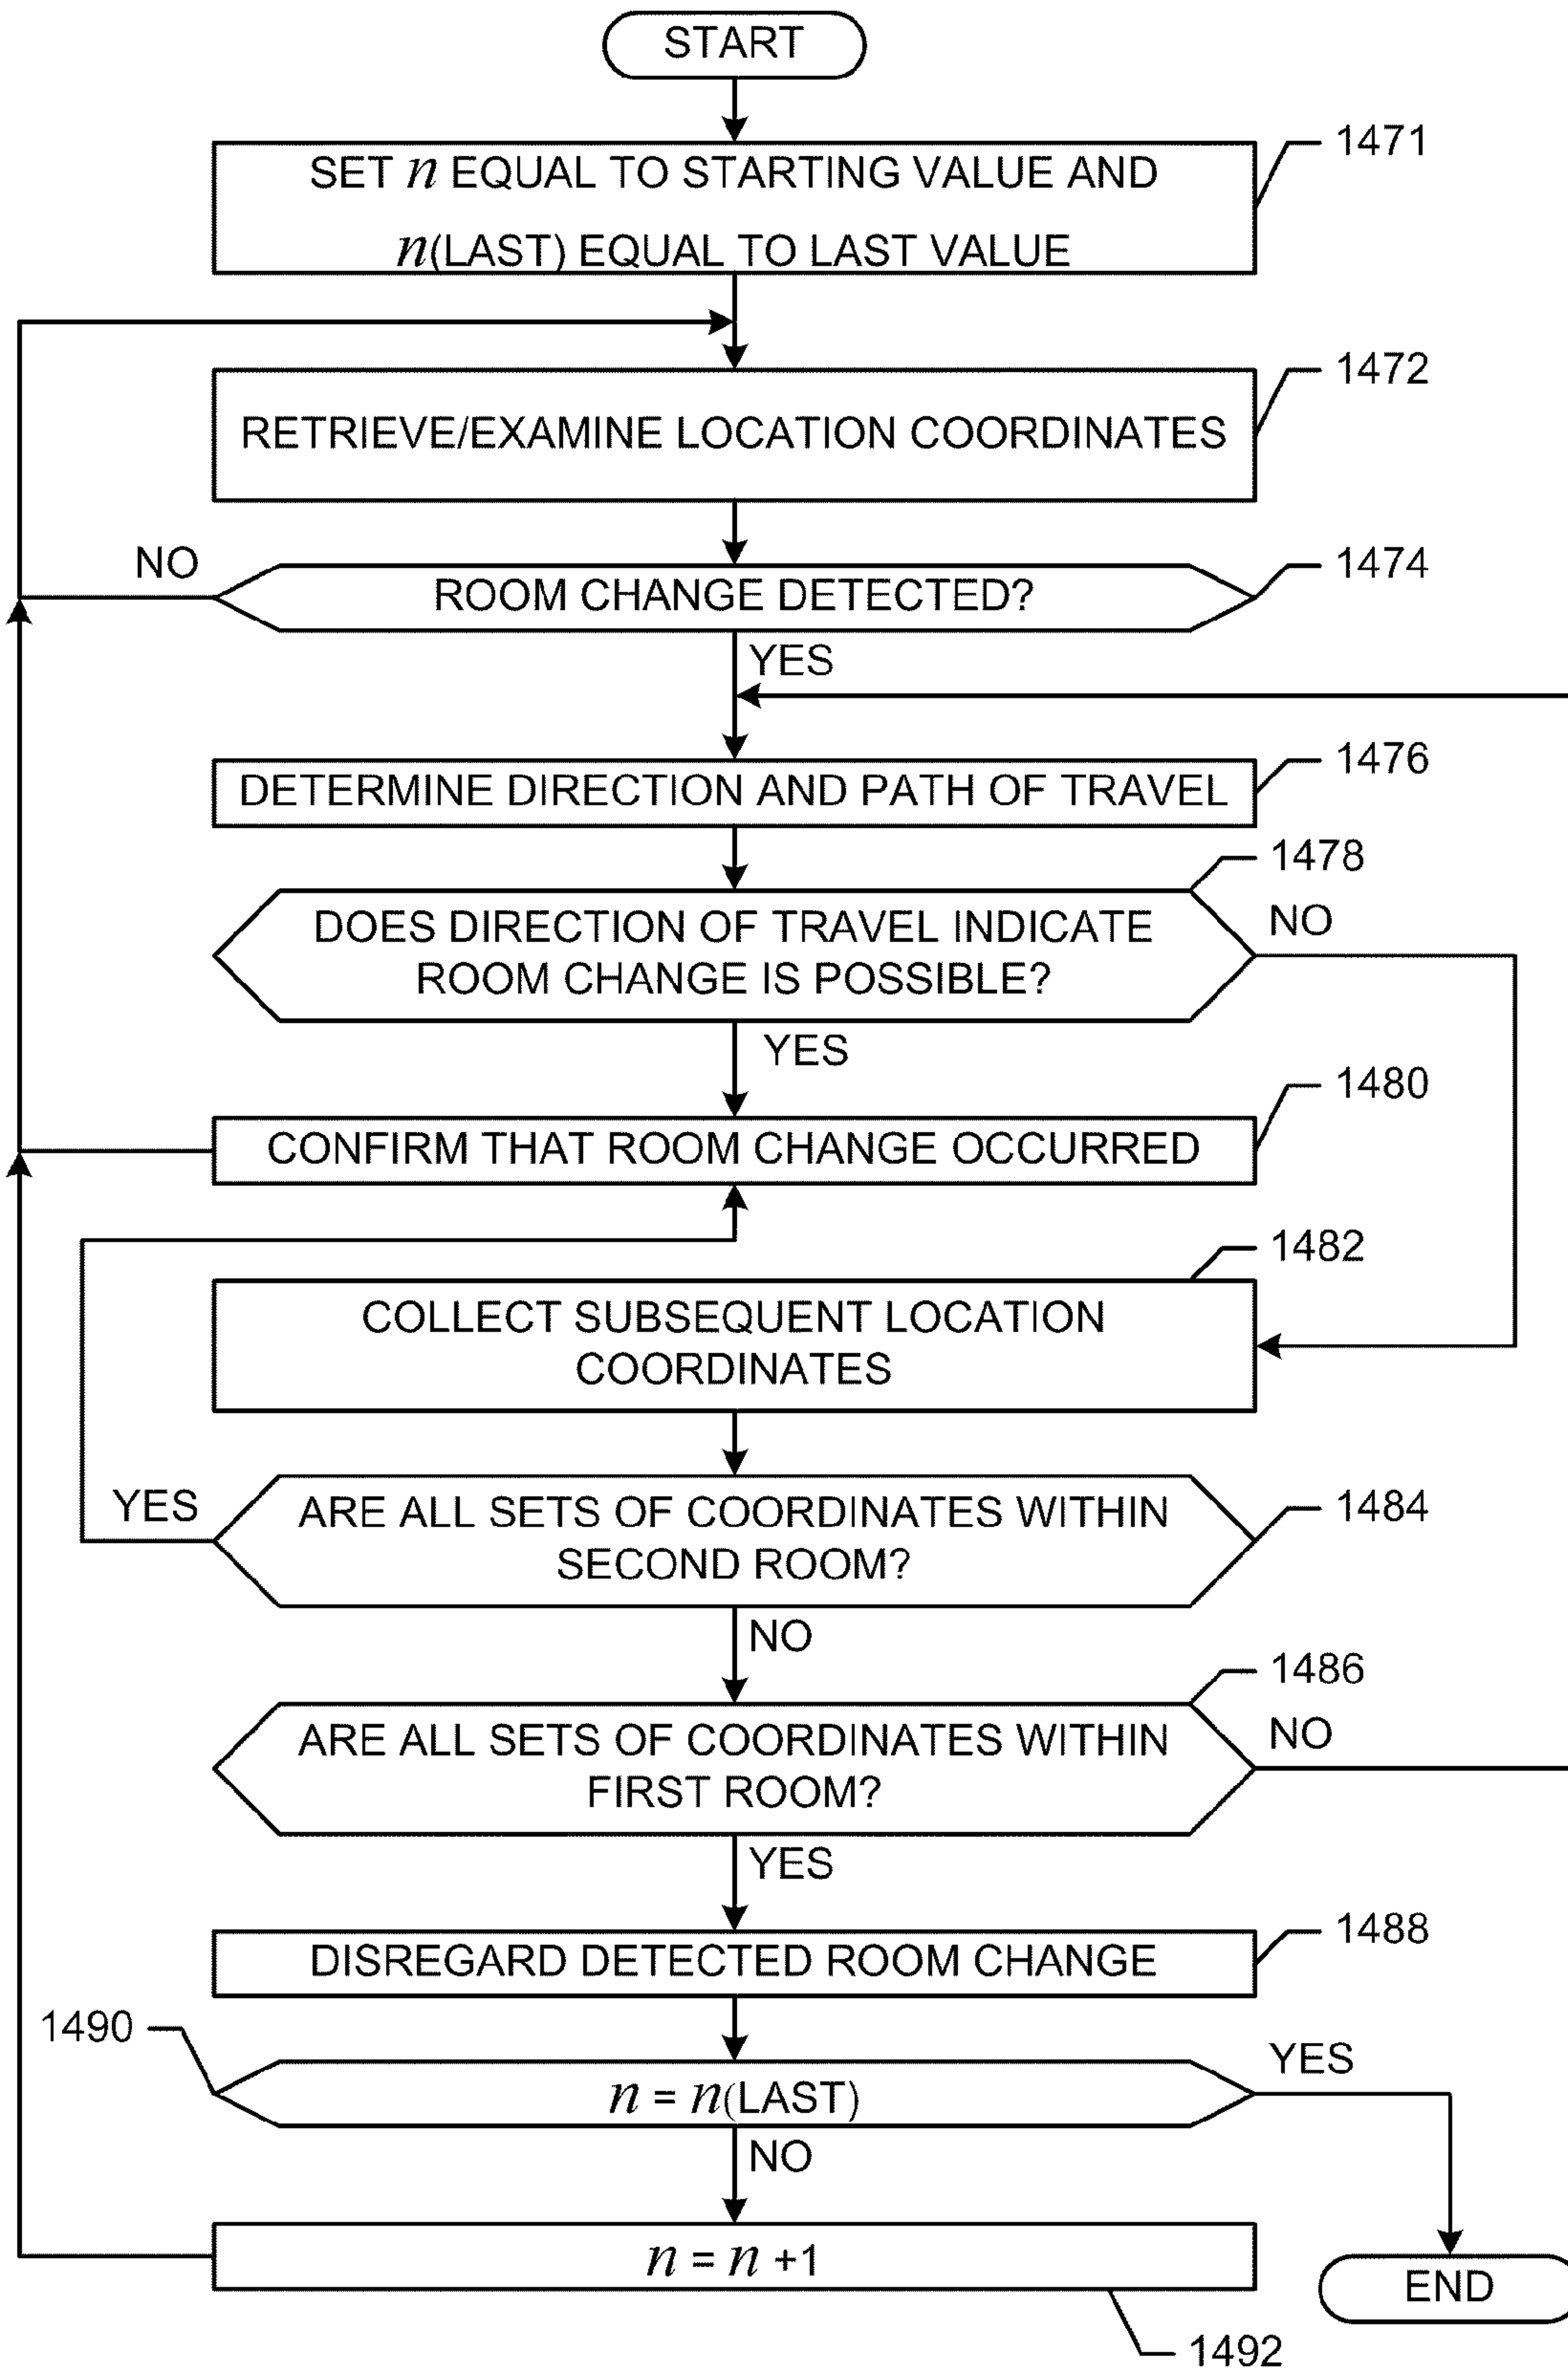 START
1471
SET n EQUAL TO STARTING VALUE AND
n(LAST) EQUAL TO LAST VALUE
1472
RETRIEVE/EXAMINE LOCATION COORDINATES
NO
1474
ROOM CHANGE DETECTED?
YES
1476
DETERMINE DIRECTION AND PATH OF TRAVEL
1478
DOES DIRECTION OF TRAVEL INDICATE
ROOM CHANGE IS POSSIBLE?
NO
YES
1480
CONFIRM THAT ROOM CHANGE OCCURRED
1482
COLLECT SUBSEQUENT LOCATION
COORDINATES
YES
1484
ARE ALL SETS OF COORDINATES WITHIN
SECOND ROOM?
NO
1486
ARE ALL SETS OF COORDINATES WITHIN
FIRST ROOM?
NO
YES
1488
DISREGARD DETECTED ROOM CHANGE
1490
YES
n = n(LAST)
NO
n = n +1
END
1492